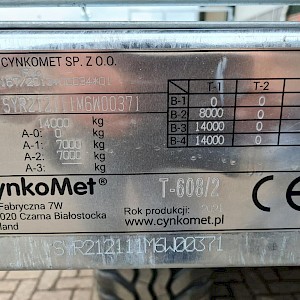 CYNKOMET SP. Z O.O.
SYR212111M6W00371
14000 kg
A-0: 0 kg
A-1: 7000 kg
A-2: 7000 kg
A-3: kg
T-1 T-2
B-1 0 0
B-2 8000 0
B-3 14000 0
B-4 14000 0
CynkoMet®
Fabryczna 7W
020 Czarna Białostocka
land
T-608/2
Rok produkcji:
www.cynkomet.pl
CE
SYR212111M6W00371